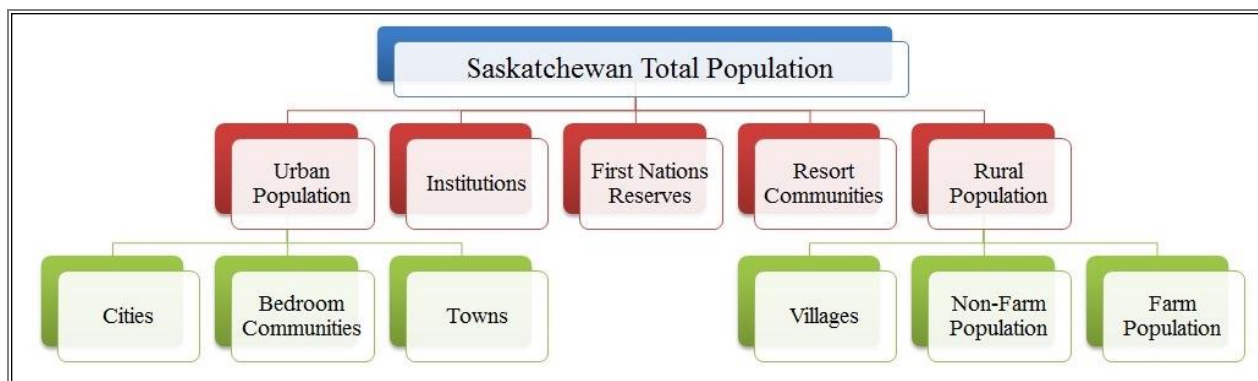 Saskatchewan Total Population
Urban
Population
Institutions
First Nations
Reserves
Resort
Communities
Rural
Population
Cities
Bedroom
Communities
Towns
Villages
Non-Farm
Population
Farm
Population